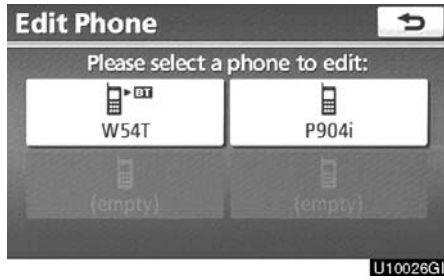 Edit Phone
Please select a phone to edit:
BT
W54T P904i
(empty) (empty)
U10026GI